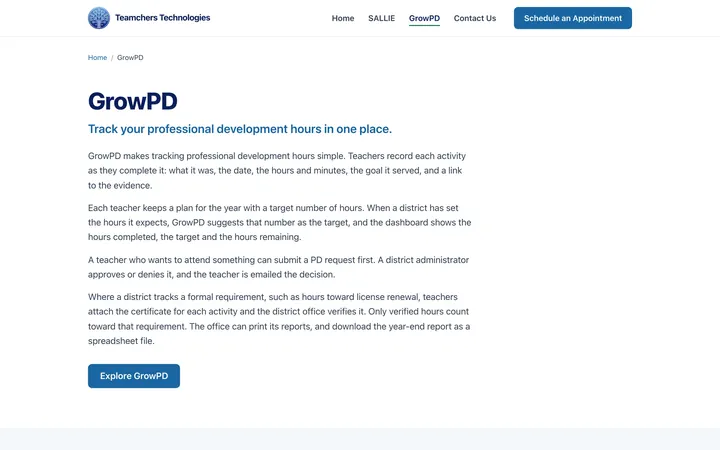 Teamchers Technologies
Home
SALLIE
GrowPD
Contact Us
Schedule an Appointment
Home / GrowPD
GrowPD
Track your professional development hours in one place.
GrowPD makes tracking professional development hours simple. Teachers record each activity
as they complete it: what it was, the date, the hours and minutes, the goal it served, and a link
to the evidence.
Each teacher keeps a plan for the year with a target number of hours. When a district has set
the hours it expects, GrowPD suggests that number as the target, and the dashboard shows the
hours completed, the target and the hours remaining.
A teacher who wants to attend something can submit a PD request first. A district administrator
approves or denies it, and the teacher is emailed the decision.
Where a district tracks a formal requirement, such as hours toward license renewal, teachers
attach the certificate for each activity and the district office verifies it. Only verified hours count
toward that requirement. The office can print its reports, and download the year-end report as a
spreadsheet file.
Explore GrowPD